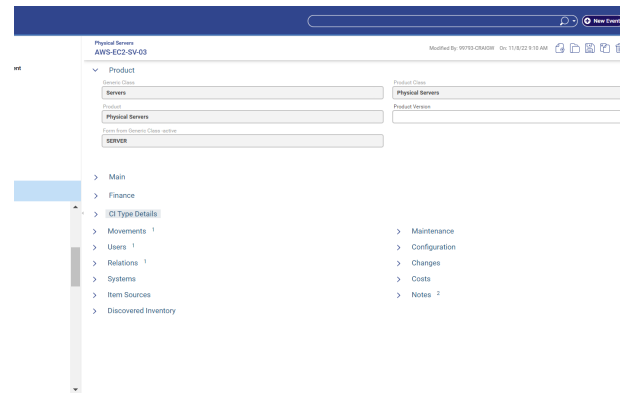 New Event
Physical Servers
AWS-EC2-SV-03
Modified By: 99793-CRAIGW On: 11/8/22 9:10 AM
ent
Product
Generic Class
Product Class
Servers
Physical Servers
Product
Product Version
Physical Servers
Form from Generic Class .active
SERVER
Main
Finance
CI Type Details
Movements 1
Maintenance
Users 1
Configuration
Relations 1
Changes
Systems
Costs
Item Sources
Notes 2
Discovered Inventory